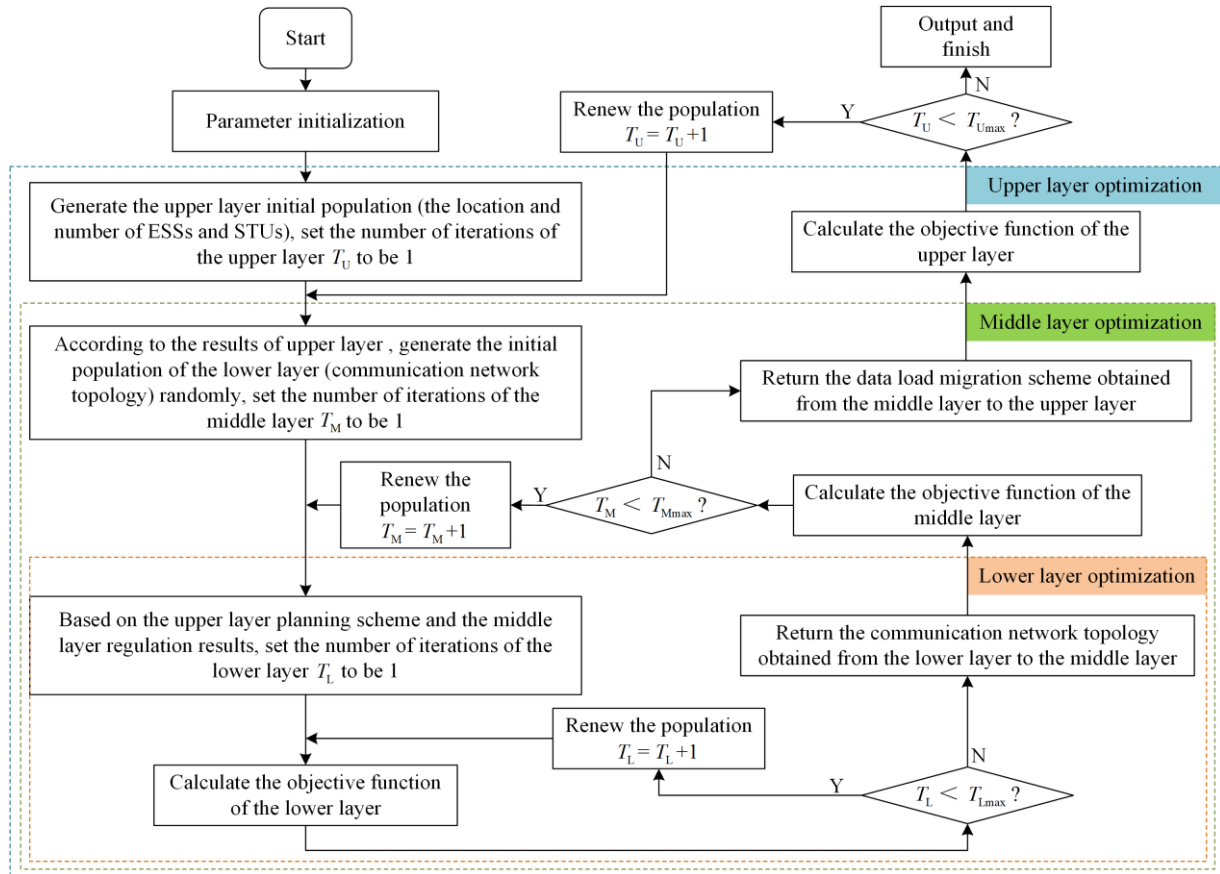 Start
Output and
finish
N
Parameter initialization
Renew the population
T_U = T_U +1
Y
T_U < T_Umax ?
Upper layer optimization
Generate the upper layer initial population (the location and
number of ESSs and STUs), set the number of iterations of
the upper layer T_U to be 1
Calculate the objective function of the
upper layer
Middle layer optimization
According to the results of upper layer , generate the initial
population of the lower layer (communication network
topology) randomly, set the number of iterations of the
middle layer T_M to be 1
Return the data load migration scheme obtained
from the middle layer to the upper layer
N
Renew the
population
T_M = T_M +1
Y
T_M < T_Mmax ?
Calculate the objective function of the
middle layer
Lower layer optimization
Based on the upper layer planning scheme and the middle
layer regulation results, set the number of iterations of the
lower layer T_L to be 1
Return the communication network topology
obtained from the lower layer to the middle layer
Renew the population
T_L = T_L +1
N
Calculate the objective function
of the lower layer
Y
T_L < T_Lmax ?